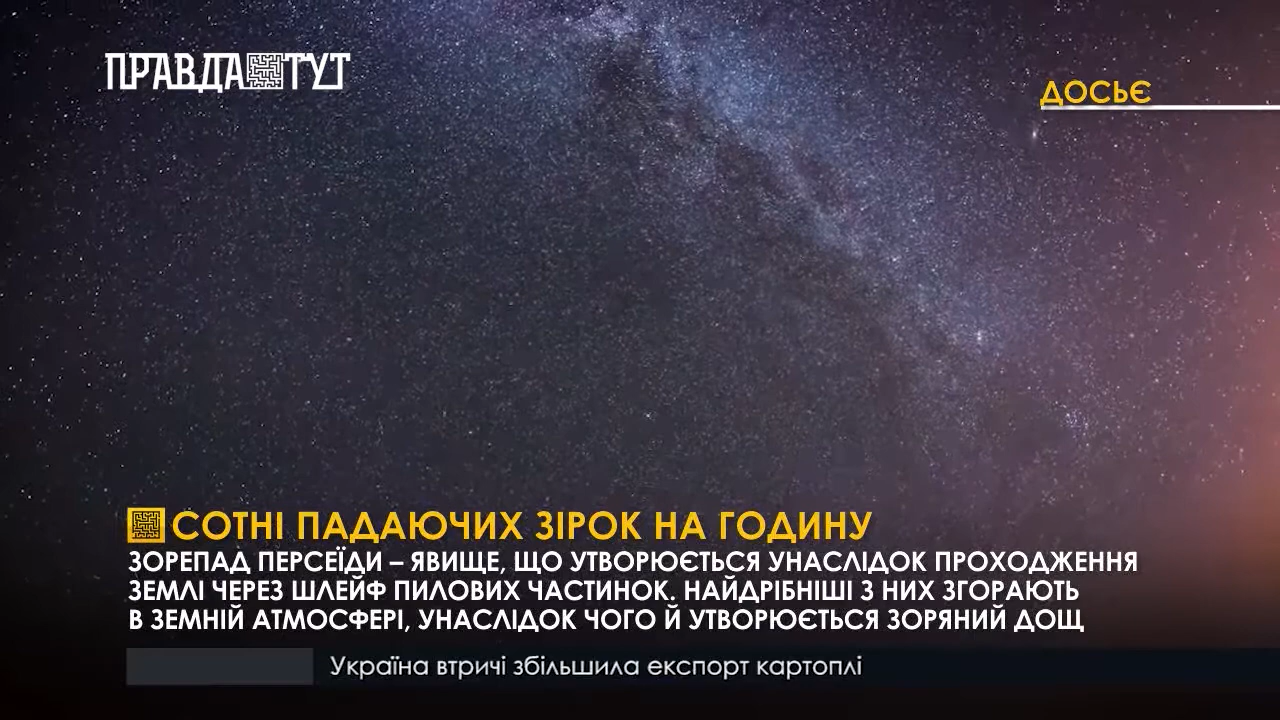 ПРАВДА ТУТ
ДОСЬЄ
СОТНІ ПАДАЮЧИХ ЗІРОК НА ГОДИНУ
ЗОРЕПАД ПЕРСЕЇДИ – ЯВИЩЕ, ЩО УТВОРЮЄТЬСЯ УНАСЛІДОК ПРОХОДЖЕННЯ
ЗЕМЛІ ЧЕРЕЗ ШЛЕЙФ ПИЛОВИХ ЧАСТИНОК. НАЙДРІБНІШІ З НИХ ЗГОРАЮТЬ
В ЗЕМНІЙ АТМОСФЕРІ, УНАСЛІДОК ЧОГО Й УТВОРЮЄТЬСЯ ЗОРЯНИЙ ДОЩ
Україна втричі збільшила експорт картоплі